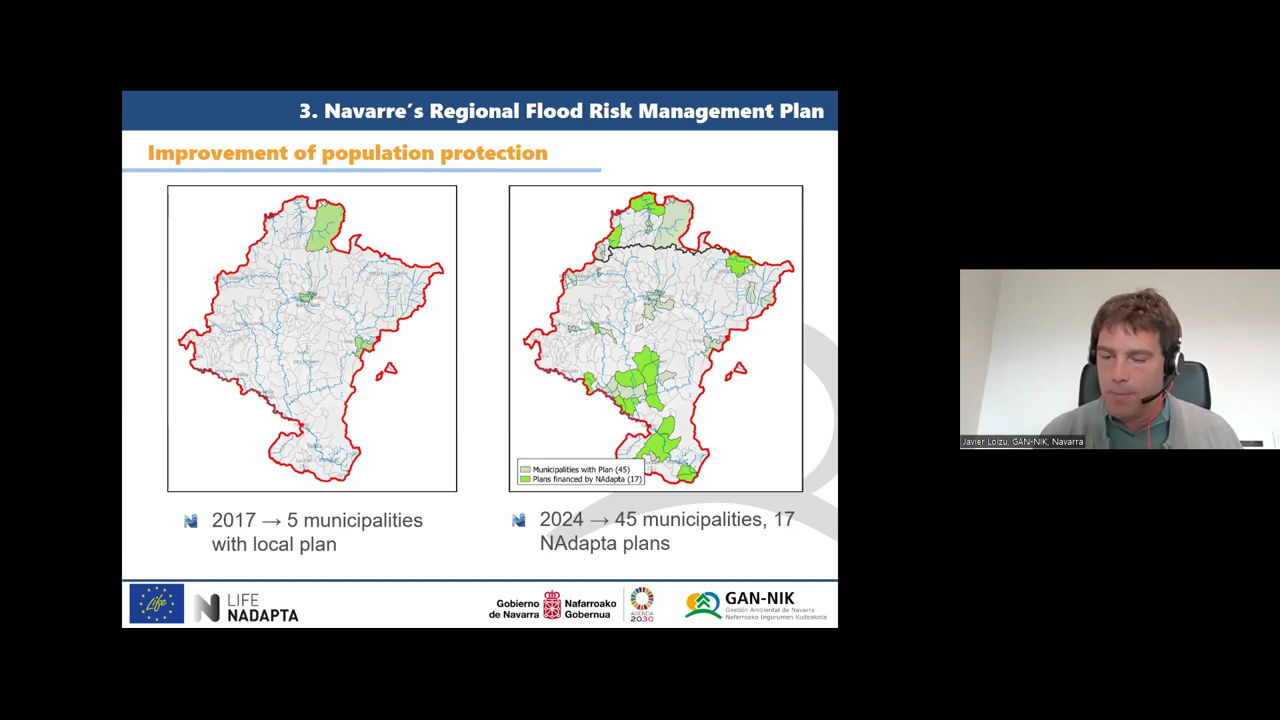 3. Navarre´s Regional Flood Risk Management Plan
Improvement of population protection
Municipalities with Plan (45)
Plans financed by NAdapta (17)
2017 → 5 municipalities
with local plan
2024 → 45 municipalities, 17
NAdapta plans
Life
LIFE
NADAPTA
Gobierno
de Navarra
Nafarroako
Gobernua
AGENDA
2030
GAN-NIK
Gestión Ambiental de Navarra
Nafarroako Ingurumen Kudeaketa
Javier Loizu, GAN-NIK, Navarra